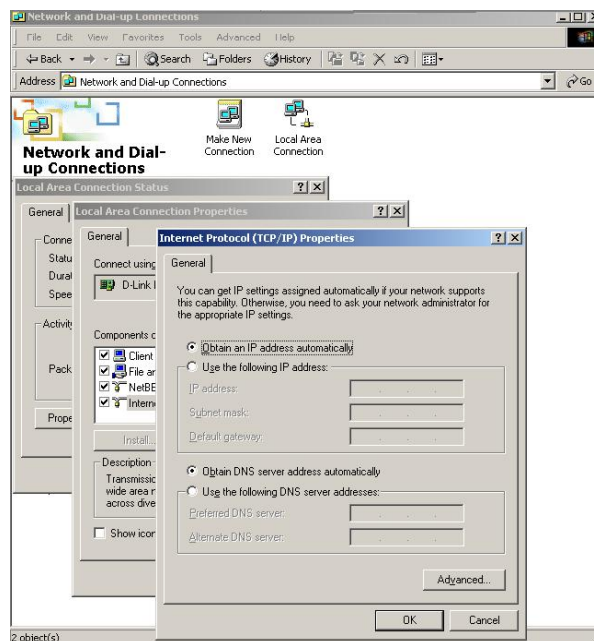 Network and Dial-up Connections
File Edit View Favorites Tools Advanced Help
Back Search Folders History
Address Network and Dial-up Connections Go
Make New Connection
Local Area Connection
Network and Dial-
up Connections
Local Area Connection Status
General
Conne
Statu
Dura
Spee
Activit
Pack
Prope
Local Area Connection Properties
General
Connect using
D-Link
Components c
Client
File ar
NetBE
Intern
Install...
Description
Transmissio
wide area n
across dive
Show icor
Internet Protocol (TCP/IP) Properties
General
You can get IP settings assigned automatically if your network supports
this capability. Otherwise, you need to ask your network administrator for
the appropriate IP settings.
Obtain an IP address automatically
Use the following IP address:
IP address:
Subnet mask:
Default gateway:
Obtain DNS server address automatically
Use the following DNS server addresses:
Preferred DNS server:
Alternate DNS server:
Advanced...
OK Cancel
2 object(s)